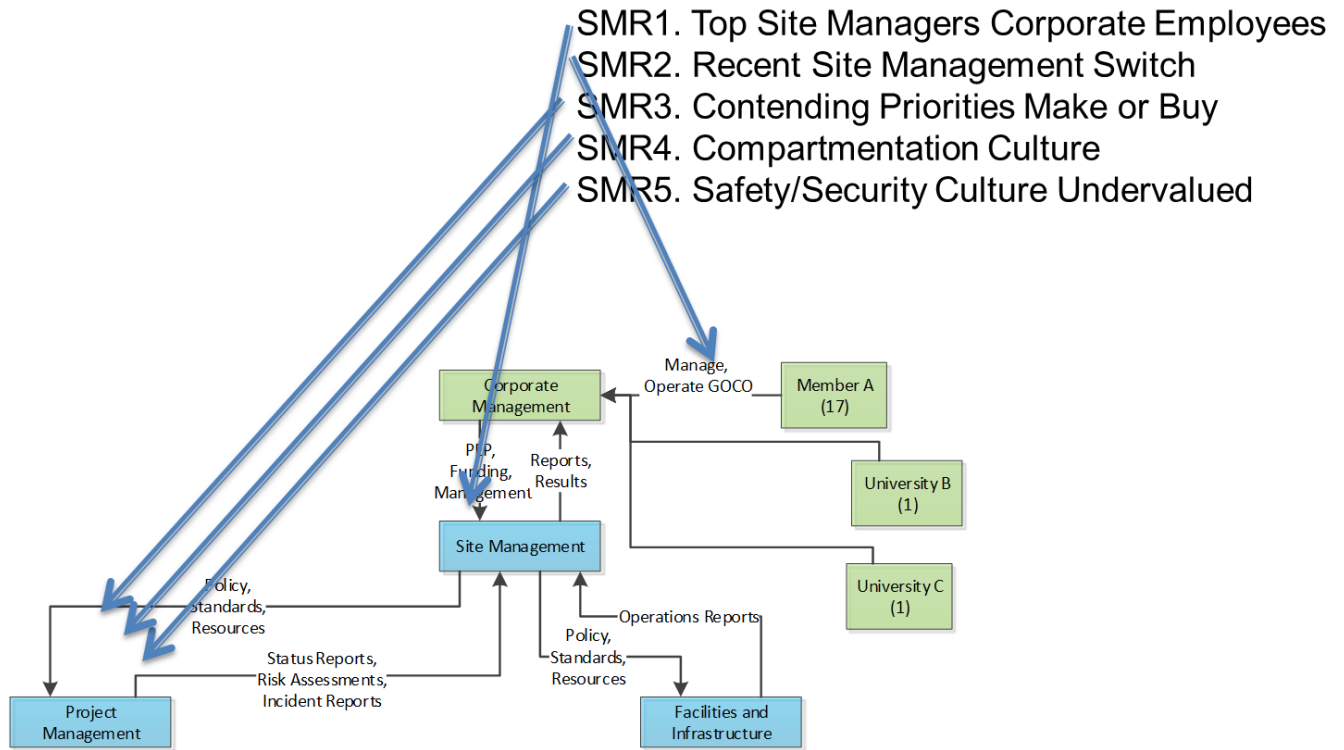 SMR1. Top Site Managers Corporate Employees
SMR2. Recent Site Management Switch
SMR3. Contending Priorities Make or Buy
SMR4. Compartmentation Culture
SMR5. Safety/Security Culture Undervalued
Manage,
Operate GOCO
Corporate
Management
Member A
(17)
PEP,
Funding,
Management
Reports,
Results
University B
(1)
Site Management
University C
(1)
Policy,
Standards,
Resources
Operations Reports
Policy,
Standards,
Resources
Status Reports,
Risk Assessments,
Incident Reports
Project
Management
Facilities and
Infrastructure